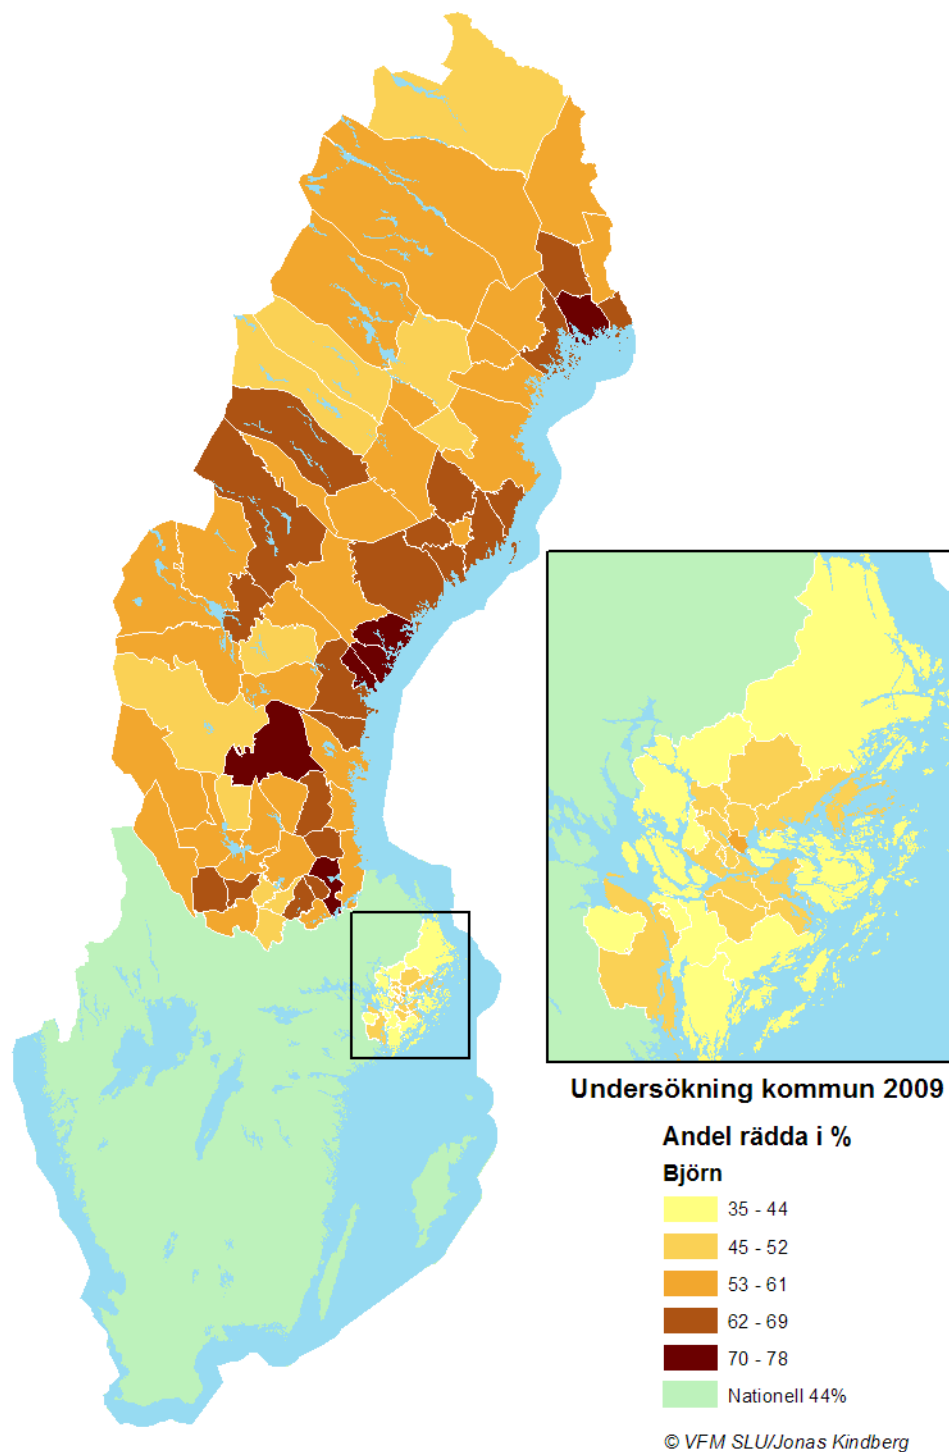 Undersökning kommun 2009
Andel rädda i %
Björn
35 - 44
45 - 52
53 - 61
62 - 69
70 - 78
Nationell 44%
© VFM SLU/Jonas Kindberg